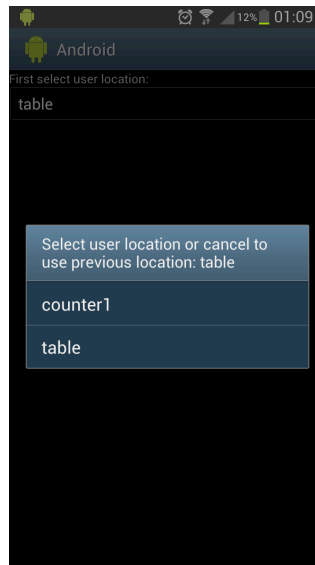 12% 01:09
Android
First select user location:
table
Select user location or cancel to
use previous location: table
counter1
table